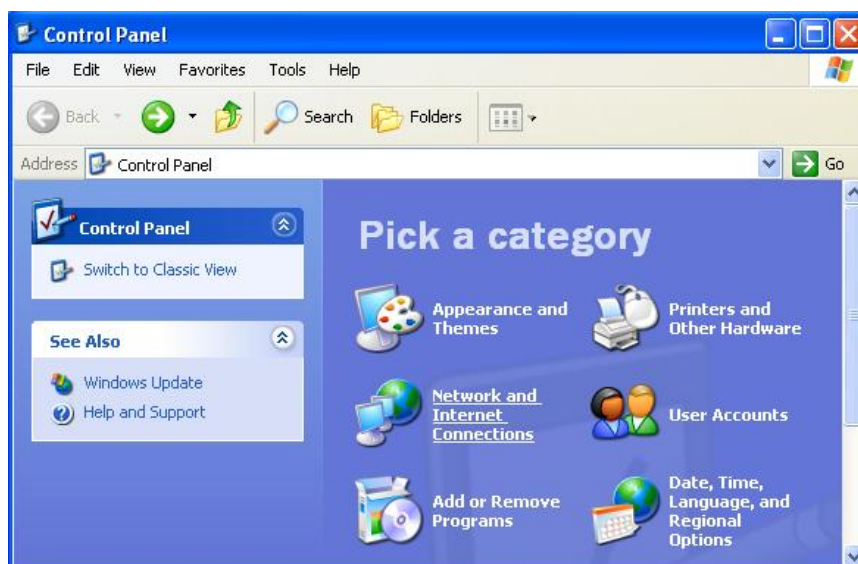 Control Panel
File Edit View Favorites Tools Help
Back Search Folders
Address Control Panel Go
Control Panel
Switch to Classic View
See Also
Windows Update
Help and Support
Pick a category
Appearance and
Themes
Printers and
Other Hardware
Network and
Internet
Connections
User Accounts
Add or Remove
Programs
Date, Time,
Language, and
Regional
Options